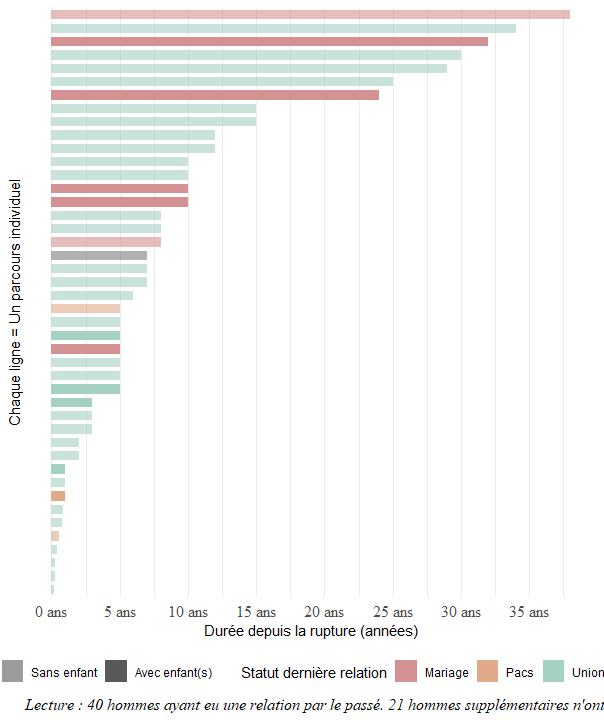 Chaque ligne = Un parcours individuel
0 ans 5 ans 10 ans 15 ans 20 ans 25 ans 30 ans 35 ans
Durée depuis la rupture (années)
Sans enfant Avec enfant(s) Statut dernière relation Mariage Pacs Union
Lecture : 40 hommes ayant eu une relation par le passé. 21 hommes supplémentaires n'ont